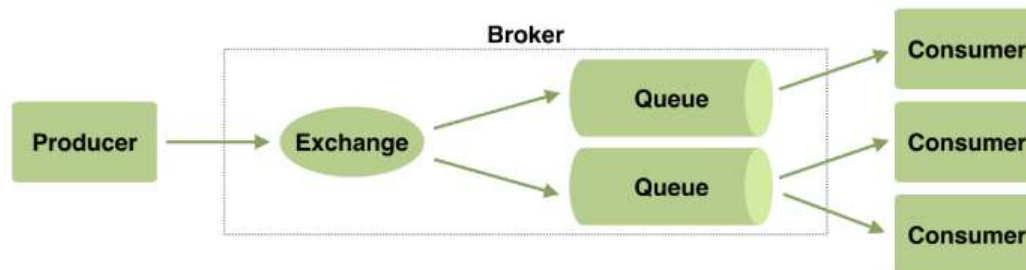 Broker
Producer
Exchange
Queue
Queue
Consumer
Consumer
Consumer